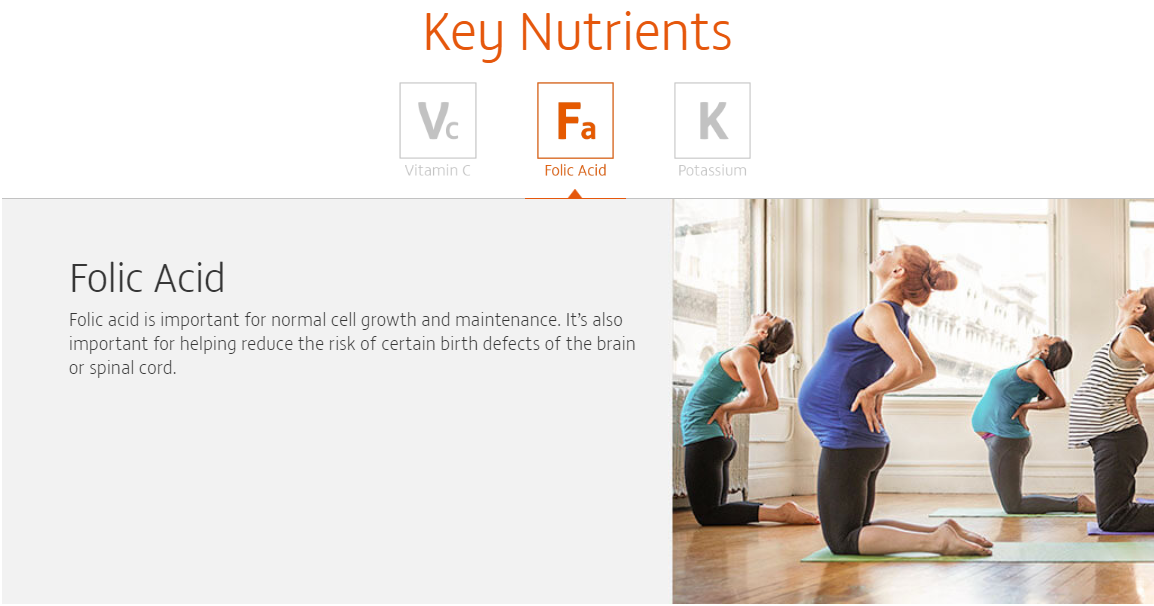 Key Nutrients
Vc Fa K
Vitamin C Folic Acid Potassium
Folic Acid
Folic acid is important for normal cell growth and maintenance. It’s also
important for helping reduce the risk of certain birth defects of the brain
or spinal cord.